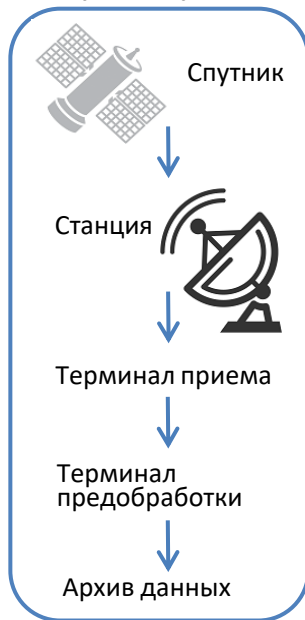 Спутник
Станция
Терминал приема
Терминал
предобработки
Архив данных